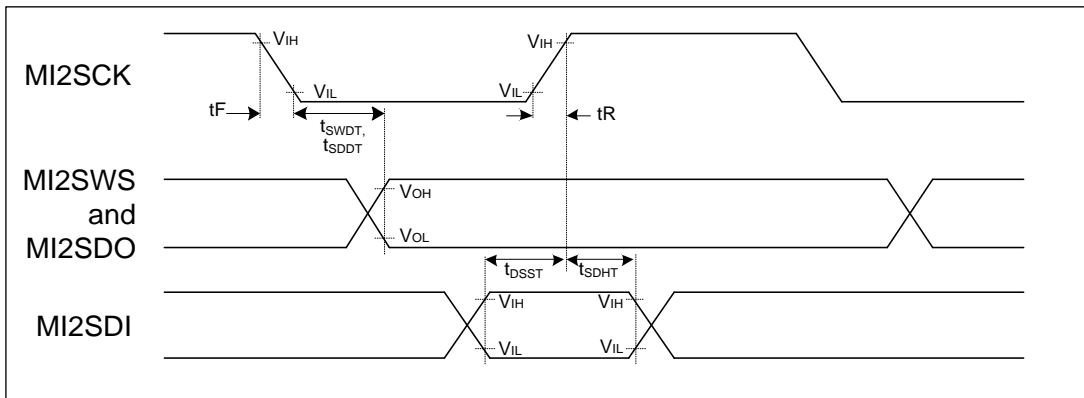 MI2SCK
VIH
VIL
tF
tSWDT,
tSDDT
VIH
VIL
tR
MI2SWS
and
MI2SDO
VOH
VOL
tDSST
tSDHT
MI2SDI
VIH
VIL
VIH
VIL